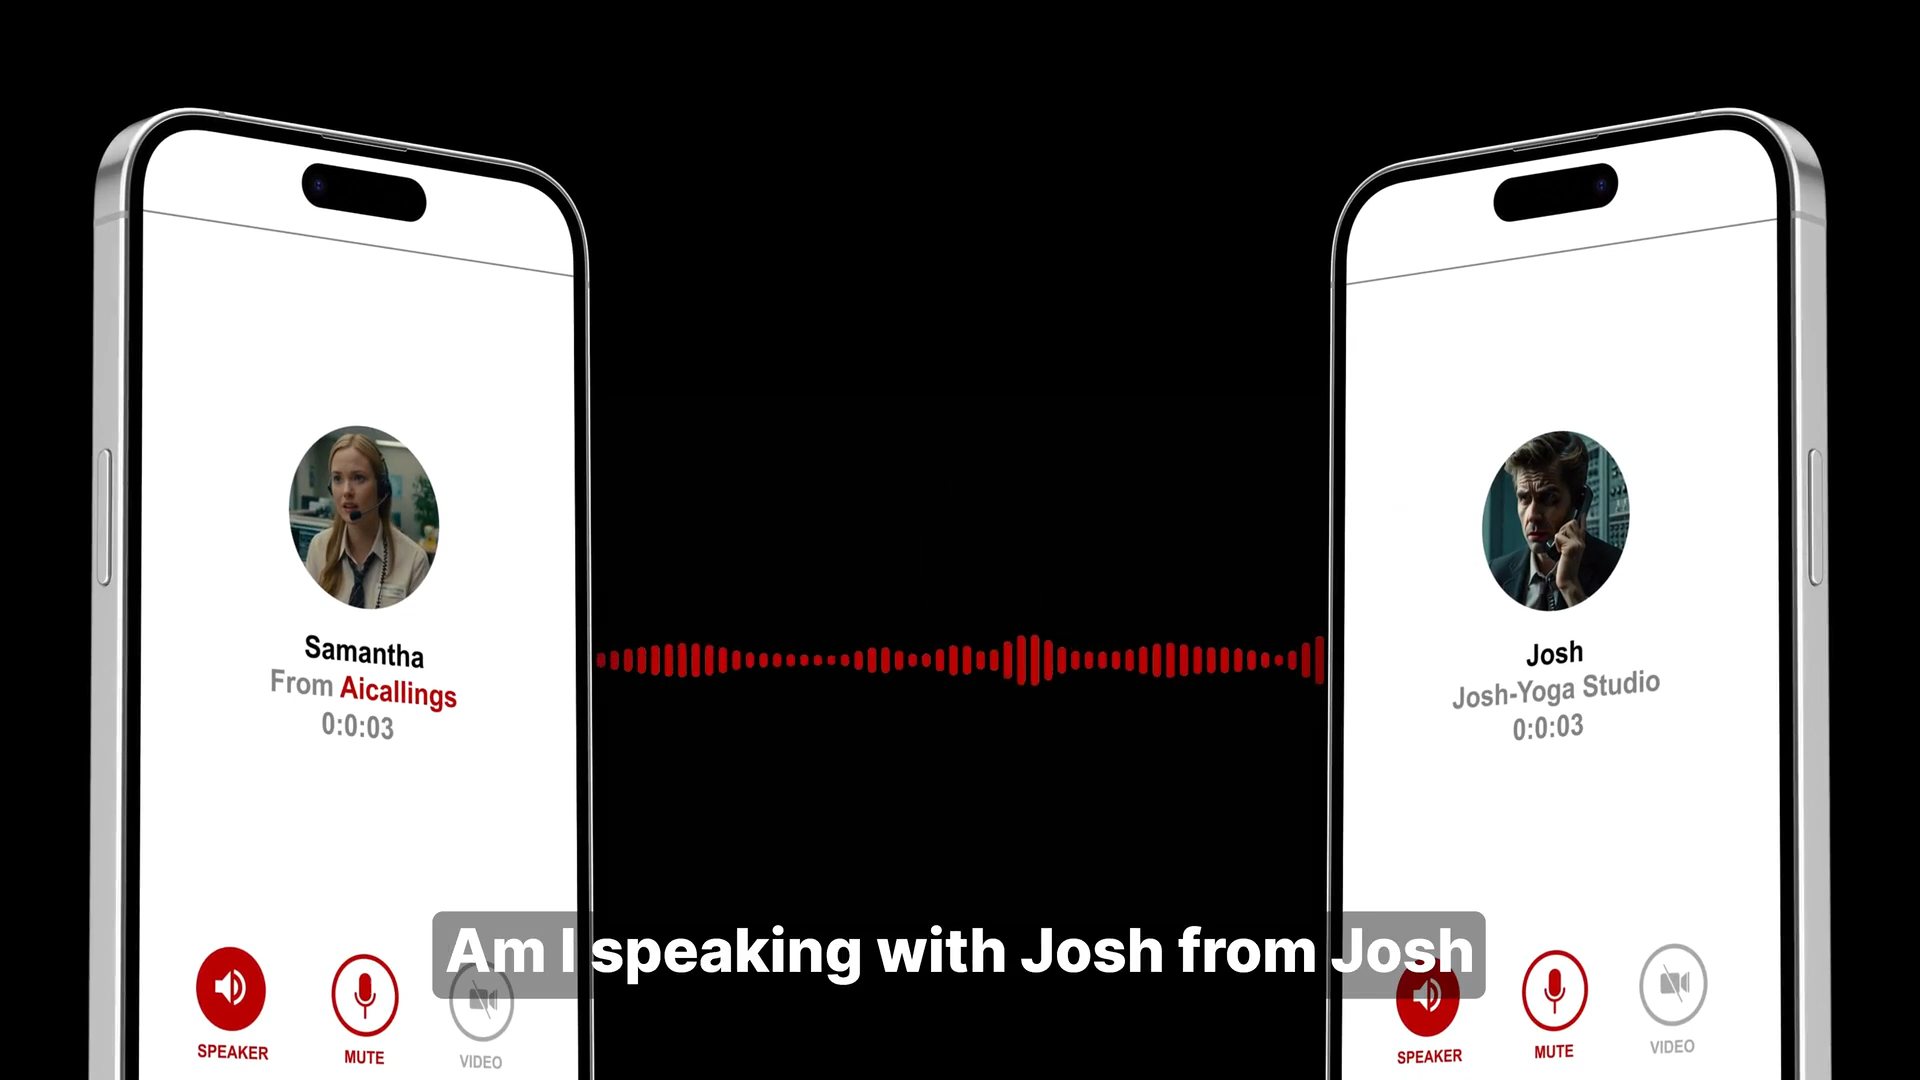 Samantha
From Aicallings
0:0:03
SPEAKER
MUTE
VIDEO
Josh
Josh-Yoga Studio
0:0:03
SPEAKER
MUTE
VIDEO
Am I speaking with Josh from Josh